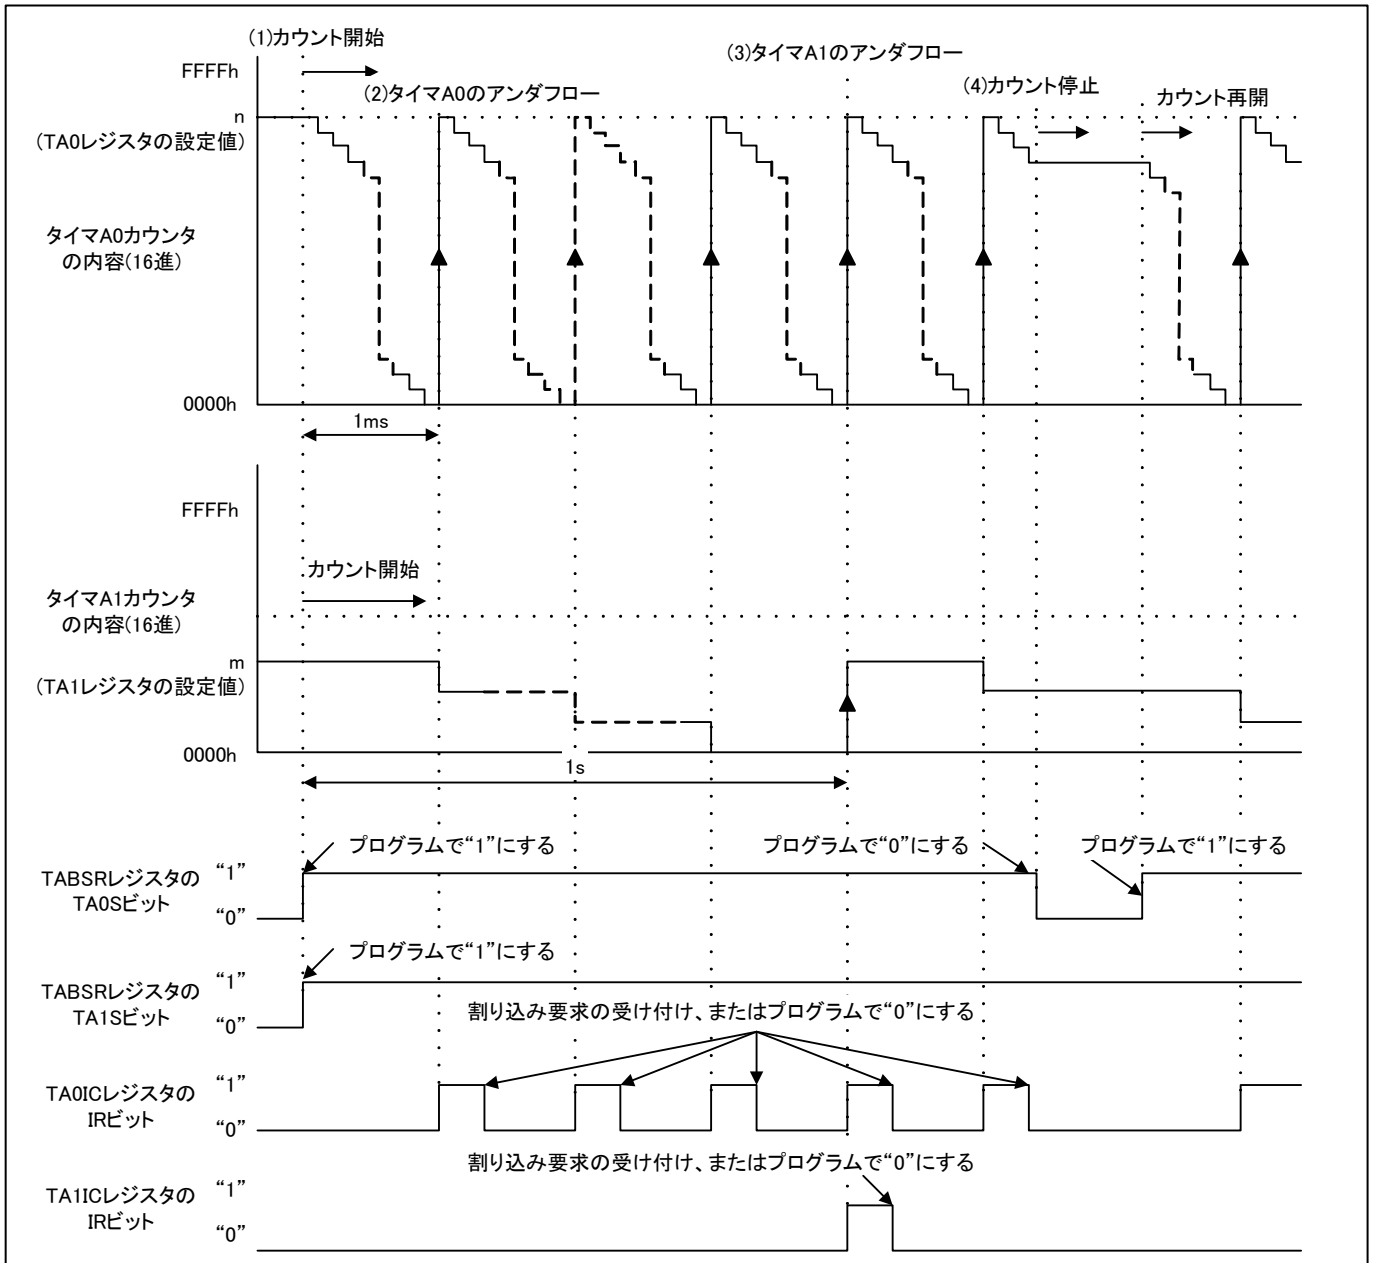 (1)カウント開始
FFFFh
(2)タイマA0のアンダフロー
(3)タイマA1のアンダフロー
(4)カウント停止
カウント再開
n
(TA0レジスタの設定値)
タイマA0カウンタ
の内容(16進)
0000h
1ms
FFFFh
カウント開始
タイマA1カウンタ
の内容(16進)
m
(TA1レジスタの設定値)
0000h
1s
プログラムで“1”にする
プログラムで“0”にする
プログラムで“1”にする
TABSRレジスタの
TA0Sビット
“1”
“0”
プログラムで“1”にする
TABSRレジスタの
TA1Sビット
“1”
“0”
割り込み要求の受け付け、またはプログラムで“0”にする
TA0ICレジスタの
IRビット
“1”
“0”
割り込み要求の受け付け、またはプログラムで“0”にする
TA1ICレジスタの
IRビット
“1”
“0”